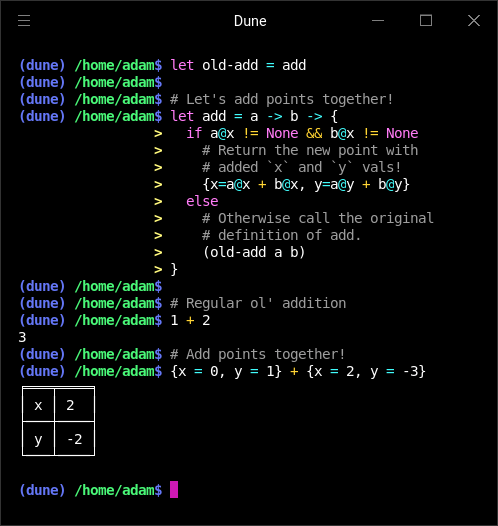 Dune
(dune) /home/adam$ let old-add = add
(dune) /home/adam$
(dune) /home/adam$ # Let's add points together!
(dune) /home/adam$ let add = a -> b -> {
> if a@x != None && b@x != None
> # Return the new point with
> # added `x` and `y` vals!
> {x=a@x + b@x, y=a@y + b@y}
> else
> # Otherwise call the original
> # definition of add.
> (old-add a b)
> }
(dune) /home/adam$
(dune) /home/adam$ # Regular ol' addition
(dune) /home/adam$ 1 + 2
3
(dune) /home/adam$ # Add points together!
(dune) /home/adam$ {x = 0, y = 1} + {x = 2, y = -3}
x 2
y -2
(dune) /home/adam$